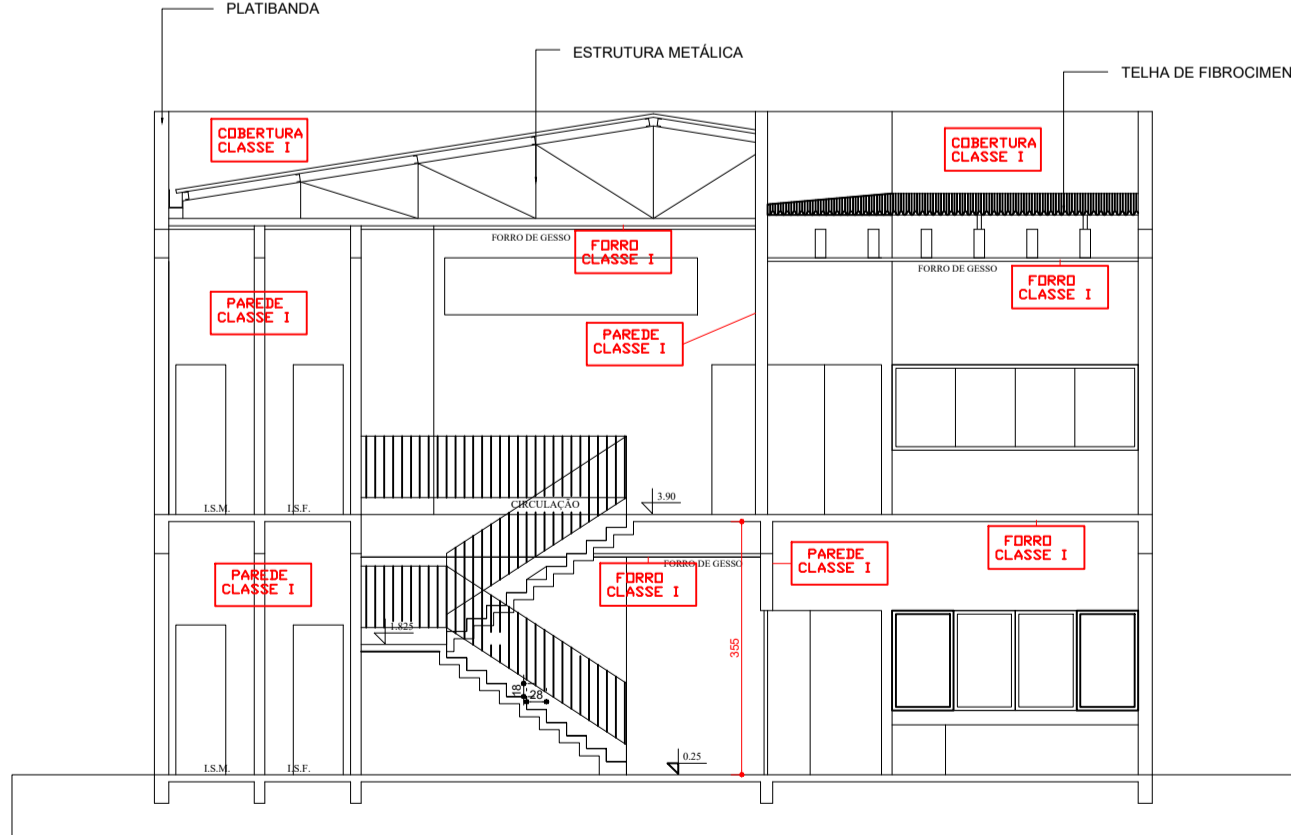 PLATIBANDA
ESTRUTURA METÁLICA
TELHA DE FIBROCIMEN
COBERTURA
CLASSE I
COBERTURA
CLASSE I
FORRO DE GESSO
FORRO
CLASSE I
FORRO DE GESSO
FORRO
CLASSE I
PAREDE
CLASSE I
PAREDE
CLASSE I
I.S.M.
I.S.F.
CIRCULAÇÃO
3.90
FORRO
CLASSE I
PAREDE
CLASSE I
FORRO DE GESSO
FORRO
CLASSE I
PAREDE
CLASSE I
1.825
355
18
28
0.25
I.S.M.
I.S.F.